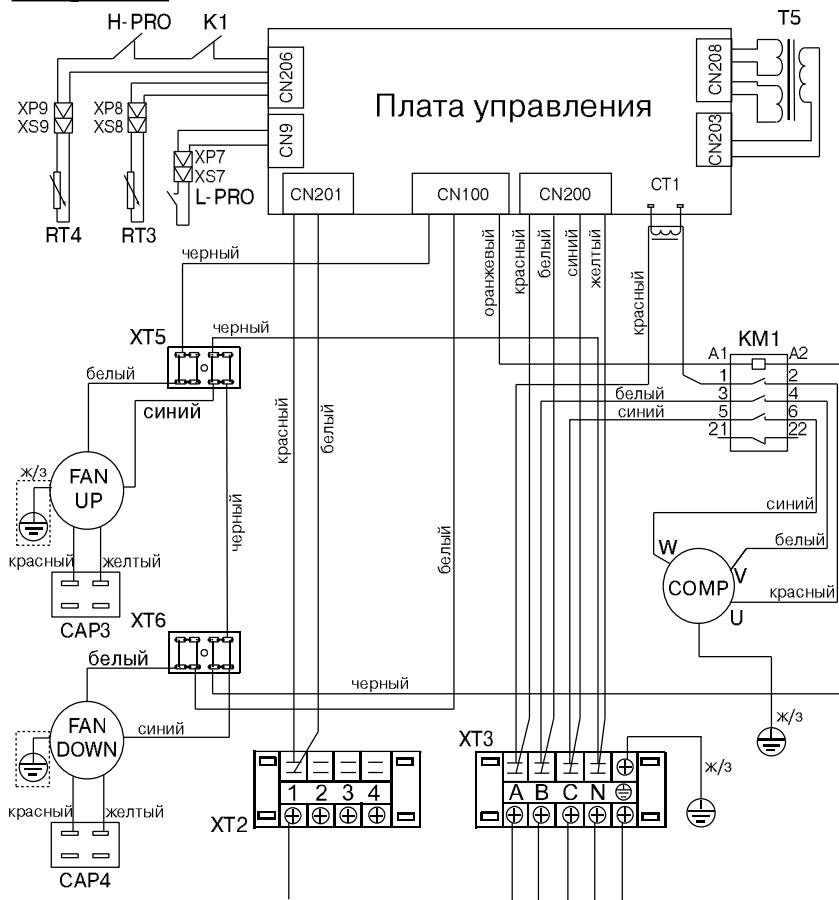 H-PRO K1 T5
CN206
CN208
Плата управления
XP9 XP8
XS9 XS8
CN9
CN203
XP7
XS7
L-PRO
CN201 CN100 CN200 CT1
RT4 RT3
черный
оранжевый
красный
белый
синий
желтый
красный
XT5
черный
KM1
A1 A2
белый
1 2
белый
3 4
синий
синий
5 6
21 22
красный
белый
ж/з
FAN
UP
черный
белый
синий
W
белый
V
COMP
красный
U
красный желтый
CAP3
XT6
белый
черный
ж/з
FAN
DOWN
синий
XT3
ж/з
ж/з
красный желтый
1 2 3 4
A B C N
XT2
CAP4